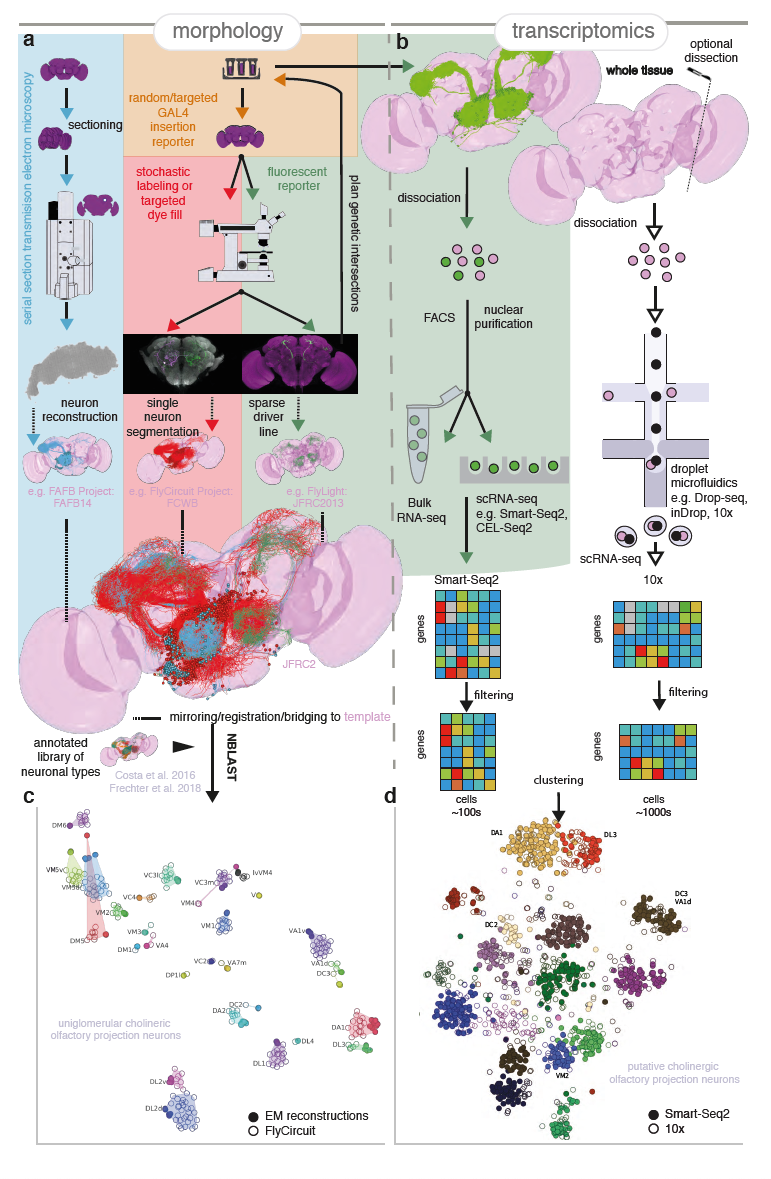 morphology
transcriptomics
a
serial section transmisison electron microscopy
sectioning
neuron
reconstruction
e.g. FAFB Project:
FAFB14
random/targeted
GAL4
insertion
reporter
stochastic
labeling or
targeted
dye fill
fluorescent
reporter
plan genetic intersections
single
neuron
segmentation
e.g. FlyCircuit Project:
FCWB
sparse
driver
line
e.g. FlyLight:
JFRC2013
JFRC2
mirroring/registration/bridging to template
annotated
library of
neuronal types
Costa et al. 2016
Frechter et al. 2018
NBLAST
b
whole tissue
optional
dissection
dissociation
FACS
nuclear
purification
Bulk
RNA-seq
scRNA-seq
e.g. Smart-Seq2,
CEL-Seq2
dissociation
droplet
microfluidics
e.g. Drop-seq,
inDrop, 10x
scRNA-seq
Smart-Seq2
genes
filtering
genes
cells
~100s
10x
genes
filtering
genes
cells
~1000s
clustering
c
DM6
VM5v
VM5d
VC3l
VC3m
lvVM4
VC4
VM4
V
VM2
VM3
VM1
DM5
DM1
VA4
VA1v
VC2
VA7m
VA1d
DP1l
DC3
DC2
DA2
DA1
DL4
DL3
DL1
DL2v
DL2d
uniglomerular cholineric
olfactory projection neurons
EM reconstructions
FlyCircuit
d
DA1
DL3
DC3
VA1d
DC2
VM2
putative cholinergic
olfactory projection neurons
Smart-Seq2
10x